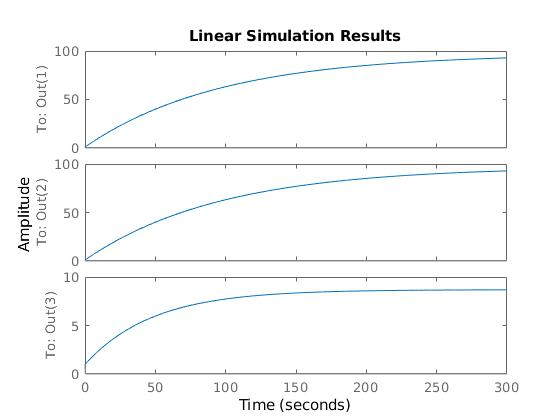 Linear Simulation Results
Amplitude
To: Out(1)
100
50
0
To: Out(2)
100
50
0
To: Out(3)
10
5
0
0 50 100 150 200 250 300
Time (seconds)